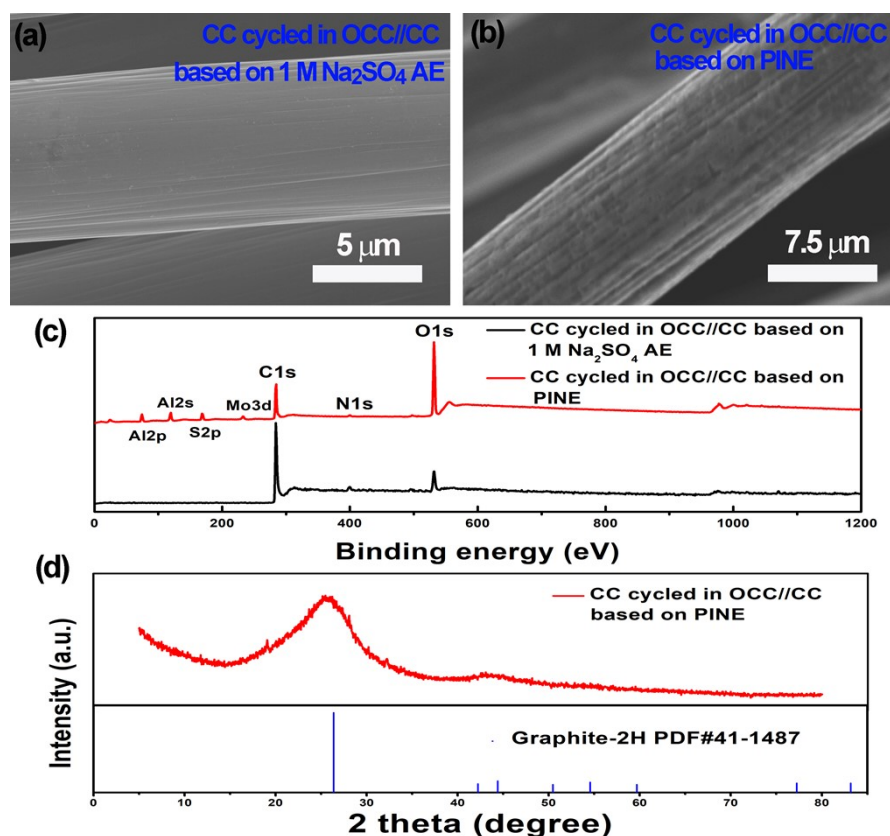 (a)
CC cycled in OCC//CC
based on 1 M Na₂SO₄ AE
5 μm
(b)
CC cycled in OCC//CC
based on PINE
7.5 μm
(c)
CC cycled in OCC//CC based on
1 M Na₂SO₄ AE
CC cycled in OCC//CC based on
PINE
O1s
C1s
Al2s
Mo3d
N1s
Al2p
S2p
0 200 400 600 800 1000 1200
Binding energy (eV)
(d)
CC cycled in OCC//CC
based on PINE
Intensity (a.u.)
Graphite-2H PDF#41-1487
0 10 20 30 40 50 60 70 80
2 theta (degree)